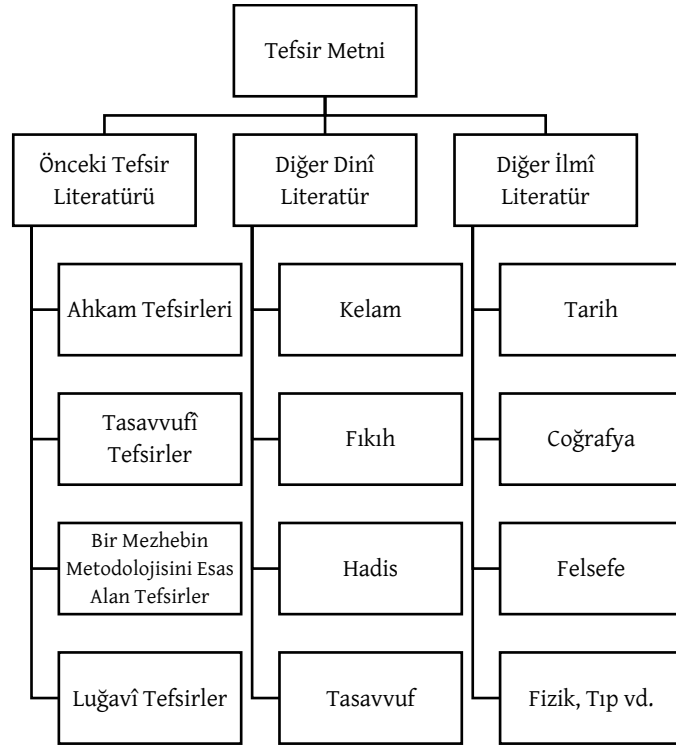 Tefsir Metni
Önceki Tefsir
Literatürü
Diğer Dinî
Literatür
Diğer İlmî
Literatür
Ahkam Tefsirleri
Kelam
Tarih
Tasavvufî
Tefsirler
Fıkıh
Coğrafya
Bir Mezhebin
Metodolojisini Esas
Alan Tefsirler
Hadis
Felsefe
Luğavî Tefsirler
Tasavvuf
Fizik, Tıp vd.